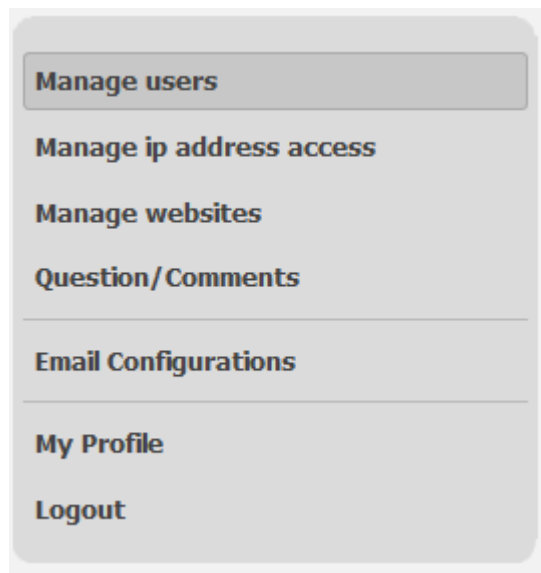 Manage users
Manage ip address access
Manage websites
Question/Comments
Email Configurations
My Profile
Logout